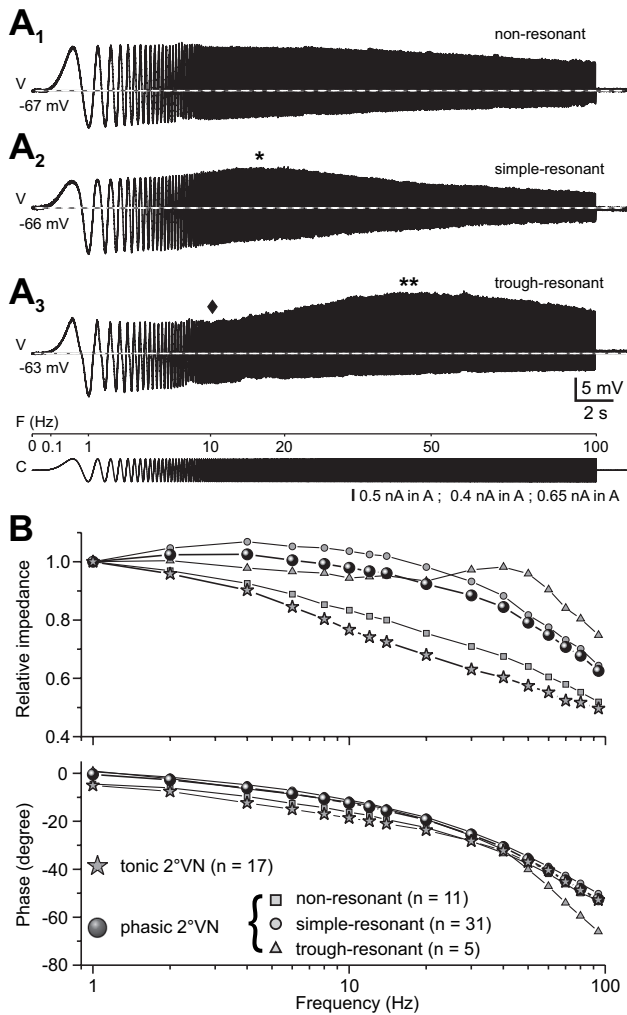 A1
non-resonant
V
-67 mV
A2
*
simple-resonant
V
-66 mV
A3
♦
**
trough-resonant
V
-63 mV
5 mV
2 s
F (Hz)
0 0.1 1 10 20 50 100
C
0.5 nA in A ; 0.4 nA in A ; 0.65 nA in A
B
Relative impedance
1.0
0.8
0.6
0.4
Phase (degree)
0
-20
-40
-60
-80
tonic 2°VN (n = 17)
phasic 2°VN
{
non-resonant (n = 11)
simple-resonant (n = 31)
trough-resonant (n = 5)
1 10 100
Frequency (Hz)